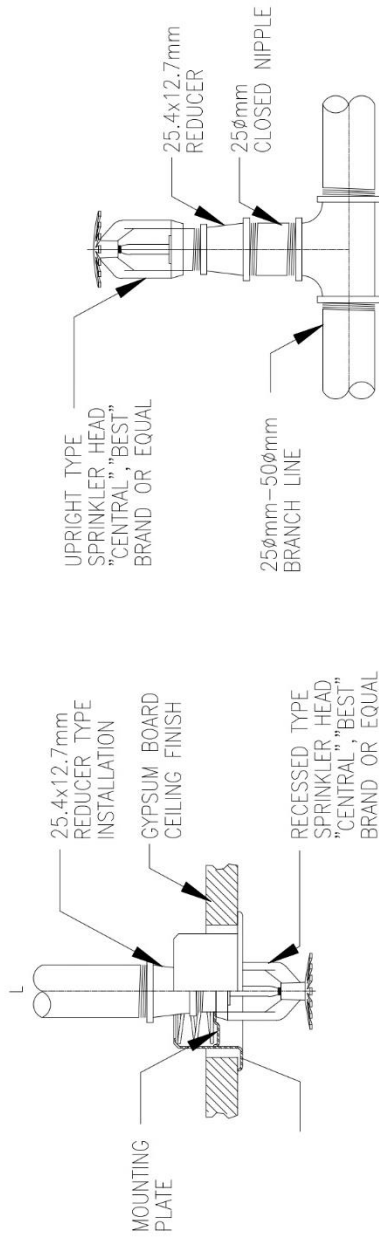 L
25.4x12.7mm
REDUCER TYPE
INSTALLATION
GYPSUM BOARD
CEILING FINISH
MOUNTING
PLATE
RECESSED TYPE
SPRINKLER HEAD
"CENTRAL","BEST"
BRAND OR EQUAL
UPRIGHT TYPE
SPRINKLER HEAD
"CENTRAL","BEST"
BRAND OR EQUAL
25.4x12.7mm
REDUCER
25ømm
CLOSED NIPPLE
25ømm-50ømm
BRANCH LINE